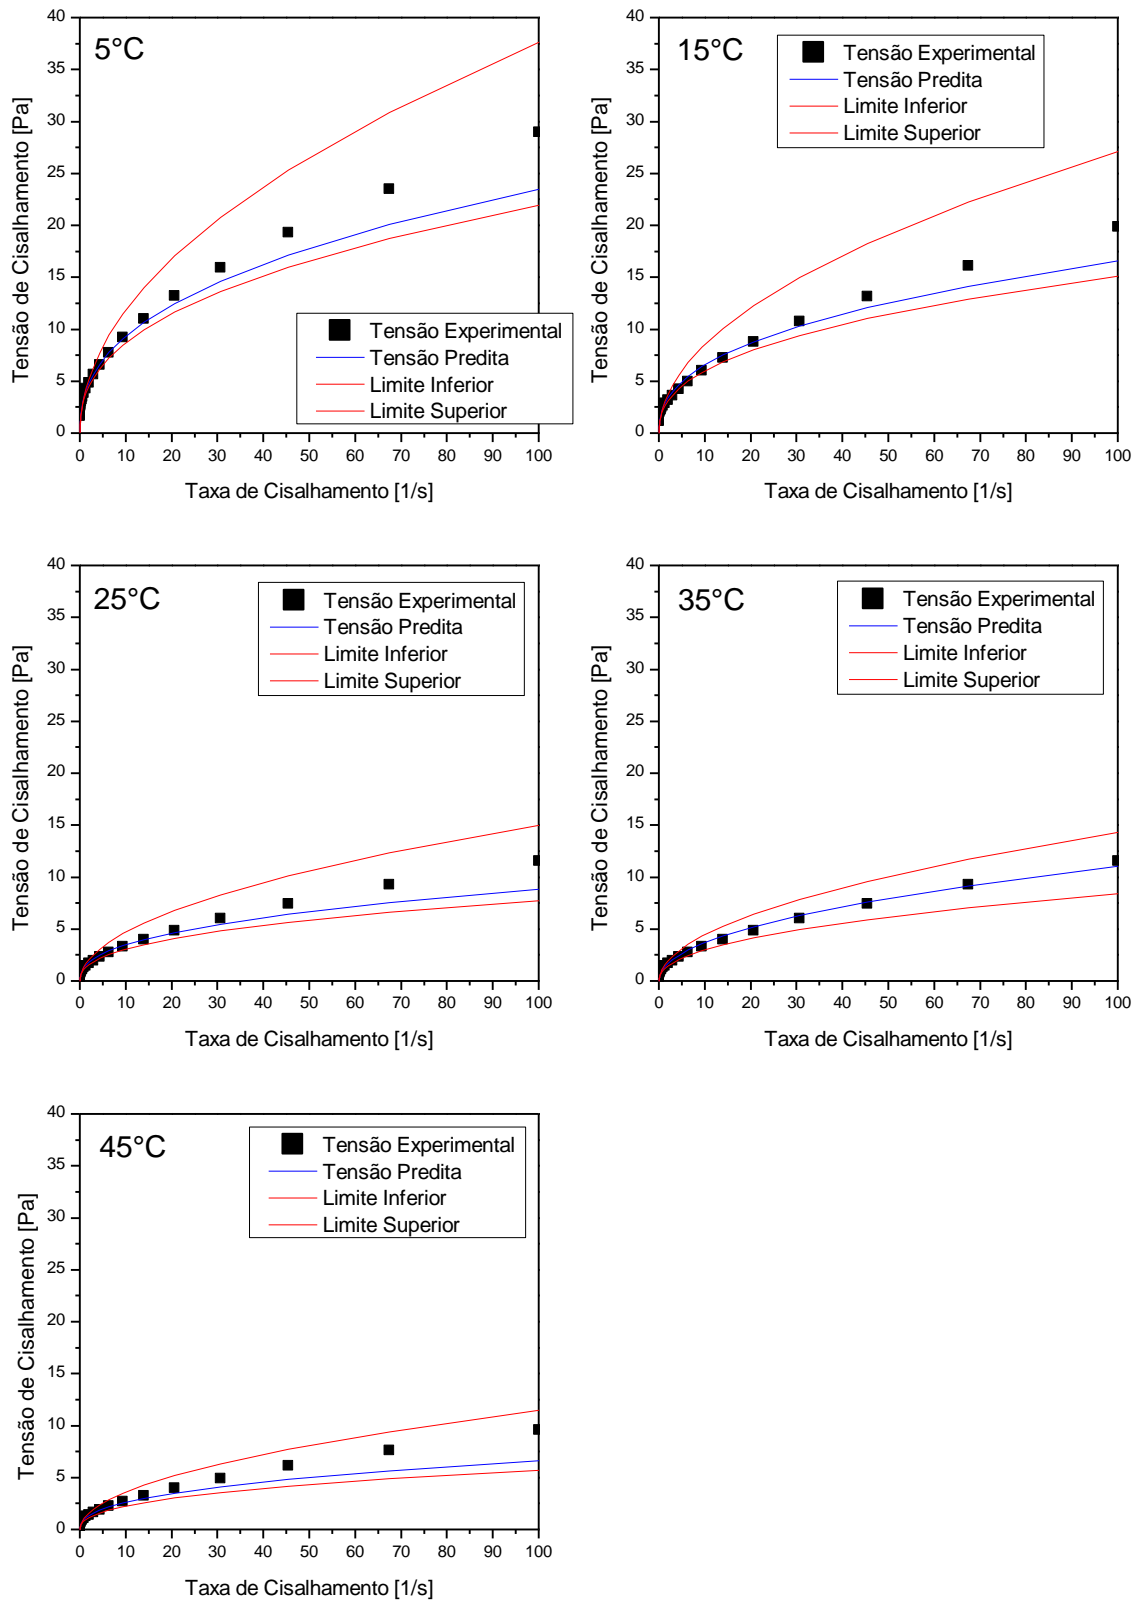 5°C
Tensão de Cisalhamento [Pa]
40
35
30
25
20
15
10
5
0
Tensão Experimental
Tensão Predita
Limite Inferior
Limite Superior
0 10 20 30 40 50 60 70 80 90 100
Taxa de Cisalhamento [1/s]
15°C
Tensão de Cisalhamento [Pa]
40
35
30
25
20
15
10
5
0
Tensão Experimental
Tensão Predita
Limite Inferior
Limite Superior
0 10 20 30 40 50 60 70 80 90 100
Taxa de Cisalhamento [1/s]
25°C
Tensão de Cisalhamento [Pa]
40
35
30
25
20
15
10
5
0
Tensão Experimental
Tensão Predita
Limite Inferior
Limite Superior
0 10 20 30 40 50 60 70 80 90 100
Taxa de Cisalhamento [1/s]
35°C
Tensão de Cisalhamento [Pa]
40
35
30
25
20
15
10
5
0
Tensão Experimental
Tensão Predita
Limite Inferior
Limite Superior
0 10 20 30 40 50 60 70 80 90 100
Taxa de Cisalhamento [1/s]
45°C
Tensão de Cisalhamento [Pa]
40
35
30
25
20
15
10
5
0
Tensão Experimental
Tensão Predita
Limite Inferior
Limite Superior
0 10 20 30 40 50 60 70 80 90 100
Taxa de Cisalhamento [1/s]